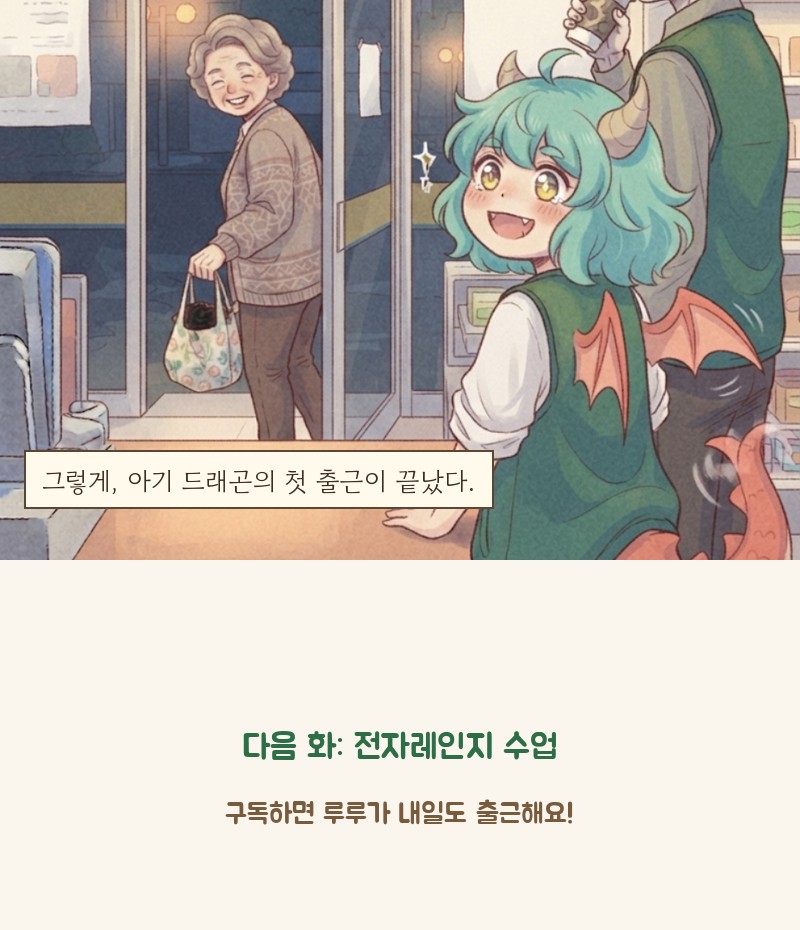 그렇게, 아기 드래곤의 첫 출근이 끝났다.
다음 화: 전자레인지 수업
구독하면 루루가 내일도 출근해요!